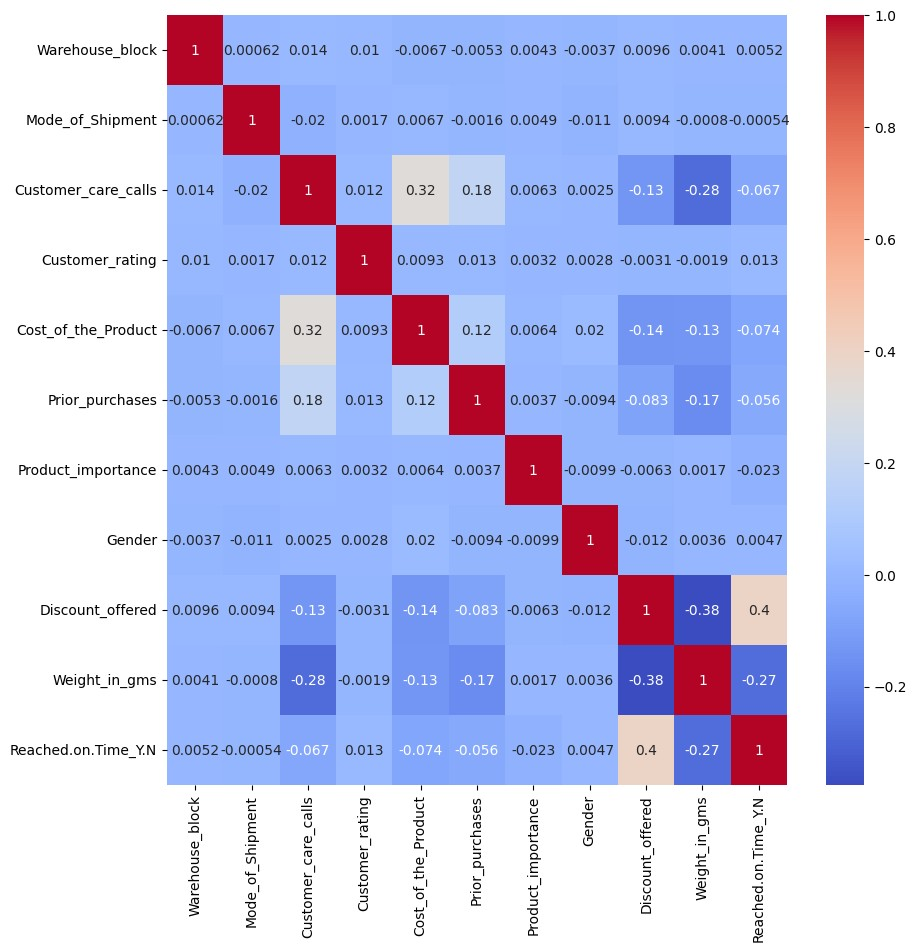 Warehouse_block 1 0.00062 0.014 0.01 -0.0067 -0.0053 0.0043 -0.0037 0.0096 0.0041 0.0052
Mode_of_Shipment -0.00062 1 -0.02 0.0017 0.0067 -0.0016 0.0049 -0.011 0.0094 -0.0008 -0.00054
Customer_care_calls 0.014 -0.02 1 0.012 0.32 0.18 0.0063 0.0025 -0.13 -0.28 -0.067
Customer_rating 0.01 0.0017 0.012 1 0.0093 0.013 0.0032 0.0028 -0.0031 -0.0019 0.013
Cost_of_the_Product -0.0067 0.0067 0.32 0.0093 1 0.12 0.0064 0.02 -0.14 -0.13 -0.074
Prior_purchases -0.0053 -0.0016 0.18 0.013 0.12 1 0.0037 -0.0094 -0.083 -0.17 -0.056
Product_importance 0.0043 0.0049 0.0063 0.0032 0.0064 0.0037 1 -0.0099 -0.0063 0.0017 -0.023
Gender -0.0037 -0.011 0.0025 0.0028 0.02 -0.0094 -0.0099 1 -0.012 0.0036 0.0047
Discount_offered 0.0096 0.0094 -0.13 -0.0031 -0.14 -0.083 -0.0063 -0.012 1 -0.38 0.4
Weight_in_gms 0.0041 -0.0008 -0.28 -0.0019 -0.13 -0.17 0.0017 0.0036 -0.38 1 -0.27
Reached.on.Time_Y.N 0.0052 -0.00054 -0.067 0.013 -0.074 -0.056 -0.023 0.0047 0.4 -0.27 1
Warehouse_block
Mode_of_Shipment
Customer_care_calls
Customer_rating
Cost_of_the_Product
Prior_purchases
Product_importance
Gender
Discount_offered
Weight_in_gms
Reached.on.Time_Y.N
1.0
0.8
0.6
0.4
0.2
0.0
−0.2